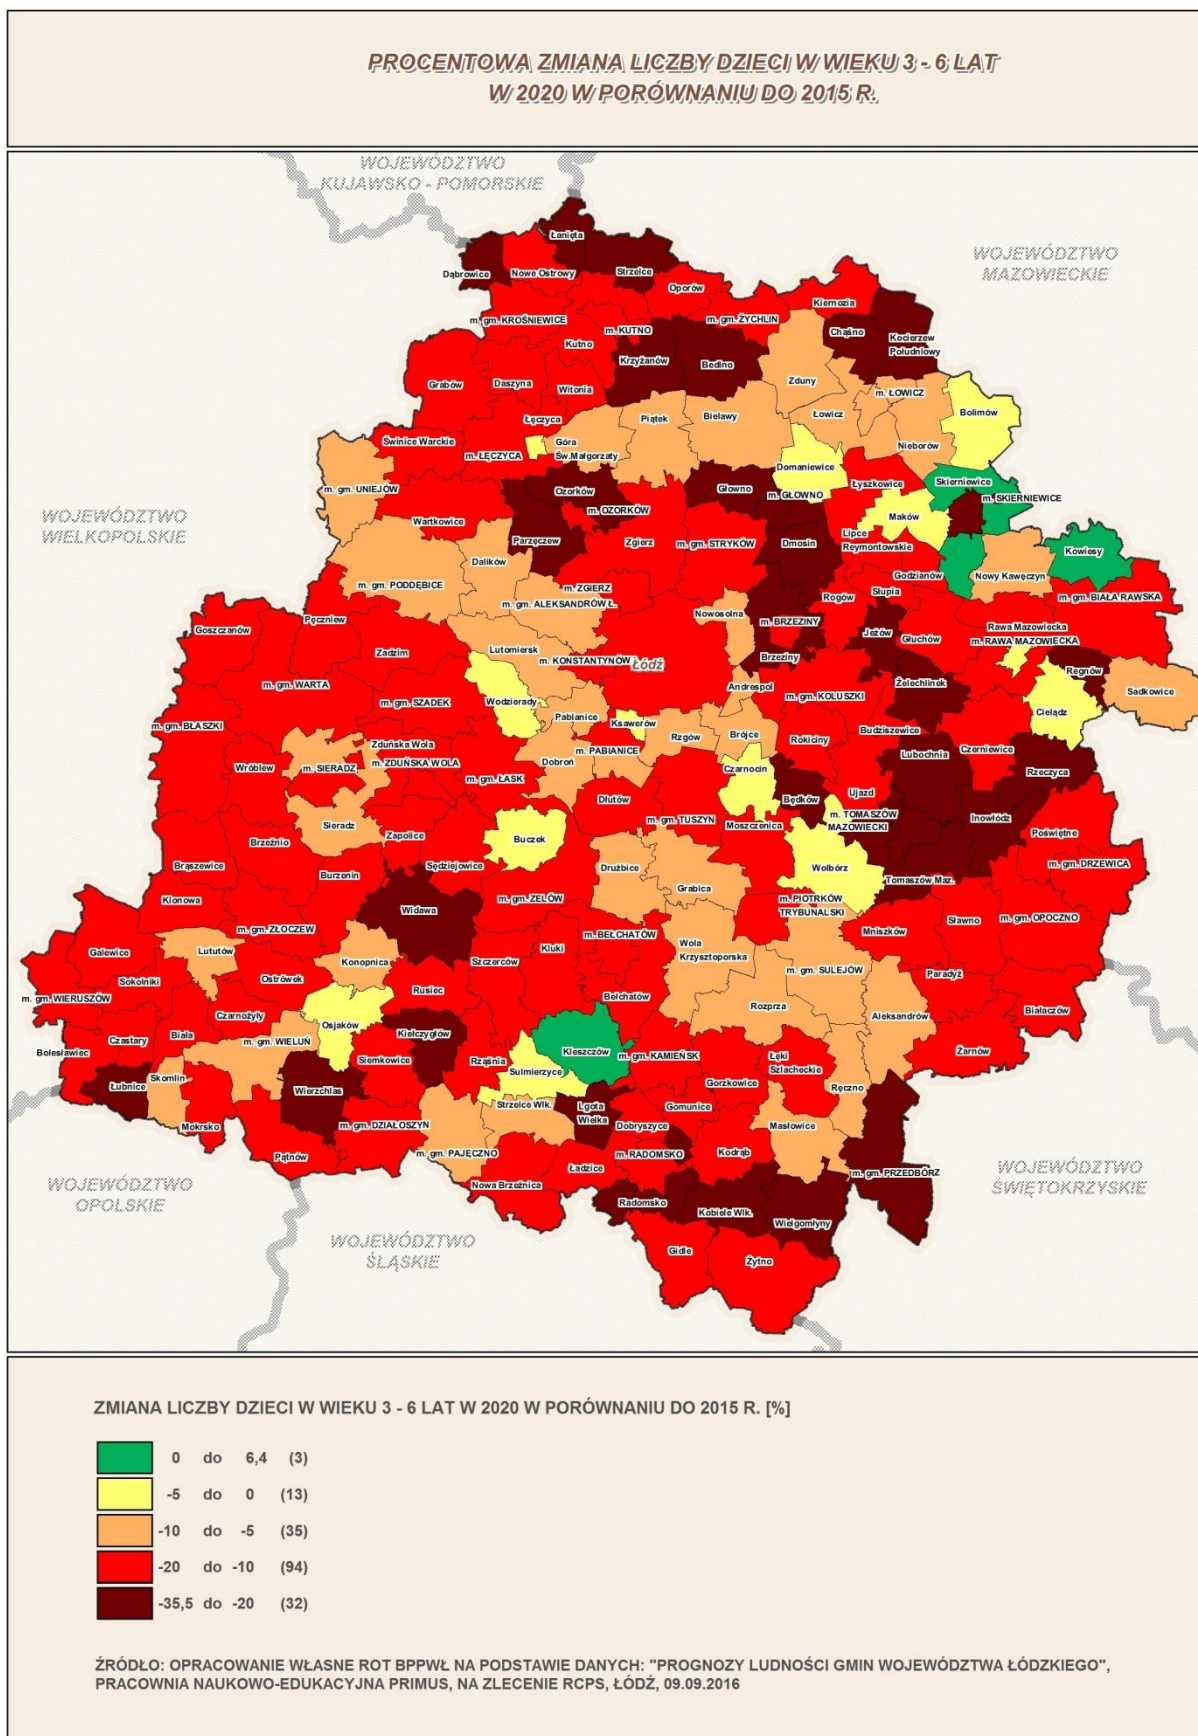 PROCENTOWA ZMIANA LICZBY DZIECI W WIEKU 3 - 6 LAT
W 2020 W PORÓWNANIU DO 2015 R.
WOJEWÓDZTWO
KUJAWSKO - POMORSKIE
WOJEWÓDZTWO
MAZOWIECKIE
WOJEWÓDZTWO
WIELKOPOLSKIE
WOJEWÓDZTWO
OPOLSKIE
WOJEWÓDZTWO
ŚLĄSKIE
WOJEWÓDZTWO
ŚWIĘTOKRZYSKIE
Łanięta
Dąbrowice
Nowe Ostrowy
Strzelce
Oporów
Kiernozia
m. gm. KROŚNIEWICE
m. KUTNO
m. gm. ŻYCHLIN
Chąśno
Kocierzew
Południowy
Kutno
Krzyżanów
Bedlno
Zduny
Grabów
Daszyna
Witonia
m. ŁOWICZ
Bolimów
Łęczyca
Piątek
Bielawy
Łowicz
Nieborów
Świnice Warckie
m. ŁĘCZYCA
Góra
Św.Małgorzaty
Domaniewice
m. gm. UNIEJÓW
Ozorków
Głowno
m. GŁOWNO
Łyszkowice
Skierniewice
m. SKIERNIEWICE
Wartkowice
m. OZORKÓW
Maków
Parzęczew
Zgierz
m. gm. STRYKÓW
Dmosin
Lipce
Reymontowskie
Kowiesy
Dalików
m. gm. PODDĘBICE
m. ZGIERZ
Godzianów
Nowy Kawęczyn
m. gm. ALEKSANDRÓW Ł.
Rogów
Słupia
m. gm. BIAŁA RAWSKA
Pęczniew
Nowosolna
m. BRZEZINY
Jeżów
Głuchów
Rawa Mazowiecka
m. RAWA MAZOWIECKA
Goszczanów
Zadzim
Lutomiersk
m. KONSTANTYNÓW
Łódź
Brzeziny
Regnów
Sadkowice
m. gm. WARTA
m. gm. SZADEK
Wodzierady
Andrespol
m. gm. KOLUSZKI
Żelechlinek
Cielądz
m. gm. BŁASZKI
Pabianice
Ksawerów
Rzgów
Brójce
Rokiciny
Budziszewice
Zduńska Wola
m. ZDUŃSKA WOLA
m. SIERADZ
Wróblew
m. PABIANICE
Dobroń
Lubochnia
Czerniewice
Rzeczyca
m. gm. ŁASK
Czarnocin
Dłutów
Będków
Ujazd
Sieradz
m. gm. TUSZYN
Moszczenica
m. TOMASZÓW
MAZOWIECKI
Inowłódz
Poświętne
Brzeźnio
Zapolice
Buczek
Brąszewice
Burzenin
Sędziejowice
Drużbice
Grabica
Wolbórz
Tomaszów Maz.
m. gm. DRZEWICA
Klonowa
m. gm. ZELÓW
m. PIOTRKÓW
TRYBUNALSKI
Widawa
Sławno
m. gm. OPOCZNO
m. gm. ZŁOCZEW
m. BEŁCHATÓW
Mniszków
Galewice
Lututów
Konopnica
Szczerców
Kluki
Wola
Krzysztoporska
m. gm. SULEJÓW
Paradyż
Sokolniki
Ostrówek
m. gm. WIERUSZÓW
Rusiec
Bełchatów
Rozprza
Aleksandrów
Białaczów
Czarnożyły
Osjaków
Czastary
Biała
m. gm. WIELUŃ
Kiełczygłów
Kleszczów
m. gm. KAMIEŃSK
Łęki
Szlacheckie
Żarnów
Bolesławiec
Siemkowice
Rząśnia
Sulmierzyce
Skomlin
Łubnice
Wierzchlas
Gorzkowice
Ręczno
Strzelce Wlk.
Lgota
Wielka
Gomunice
Dobryszyce
Masłowice
Mokrsko
m. gm. DZIAŁOSZYN
m. gm. PAJĘCZNO
m. RADOMSKO
Kodrąb
Pątnów
Ładzice
m. gm. PRZEDBÓRZ
Nowa Brzeźnica
Radomsko
Kobiele Wlk.
Wielgomłyny
Gidle
Żytno
ZMIANA LICZBY DZIECI W WIEKU 3 - 6 LAT W 2020 W PORÓWNANIU DO 2015 R. [%]
0 do 6,4 (3)
-5 do 0 (13)
-10 do -5 (35)
-20 do -10 (94)
-35,5 do -20 (32)
ŹRÓDŁO: OPRACOWANIE WŁASNE ROT BPPWŁ NA PODSTAWIE DANYCH: "PROGNOZY LUDNOŚCI GMIN WOJEWÓDZTWA ŁÓDZKIEGO",
PRACOWNIA NAUKOWO-EDUKACYJNA PRIMUS, NA ZLECENIE RCPS, ŁÓDŹ, 09.09.2016